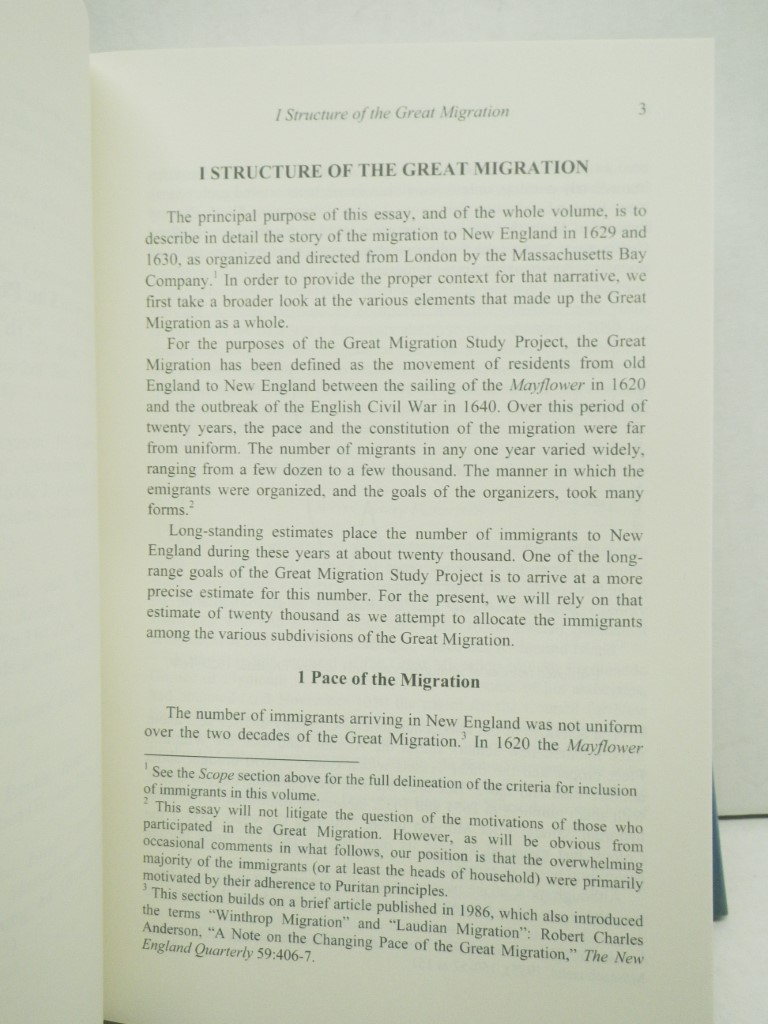 I Structure of the Great Migration 3
I STRUCTURE OF THE GREAT MIGRATION
The principal purpose of this essay, and of the whole volume, is to
describe in detail the story of the migration to New England in 1629 and
1630, as organized and directed from London by the Massachusetts Bay
Company.1 In order to provide the proper context for that narrative, we
first take a broader look at the various elements that made up the Great
Migration as a whole.
For the purposes of the Great Migration Study Project, the Great
Migration has been defined as the movement of residents from old
England to New England between the sailing of the Mayflower in 1620
and the outbreak of the English Civil War in 1640. Over this period of
twenty years, the pace and the constitution of the migration were far
from uniform. The number of migrants in any one year varied widely,
ranging from a few dozen to a few thousand. The manner in which the
emigrants were organized, and the goals of the organizers, took many
forms.2
Long-standing estimates place the number of immigrants to New
England during these years at about twenty thousand. One of the long-
range goals of the Great Migration Study Project is to arrive at a more
precise estimate for this number. For the present, we will rely on that
estimate of twenty thousand as we attempt to allocate the immigrants
among the various subdivisions of the Great Migration.
1 Pace of the Migration
The number of immigrants arriving in New England was not uniform
over the two decades of the Great Migration.3 In 1620 the Mayflower
1 See the Scope section above for the full delineation of the criteria for inclusion
of immigrants in this volume.
2 This essay will not litigate the question of the motivations of those who
participated in the Great Migration. However, as will be obvious from
occasional comments in what follows, our position is that the overwhelming
majority of the immigrants (or at least the heads of household) were primarily
motivated by their adherence to Puritan principles.
3 This section builds on a brief article published in 1986, which also introduced
the terms “Winthrop Migration” and “Laudian Migration”: Robert Charles
Anderson, “A Note on the Changing Pace of the Great Migration,” The New
England Quarterly 59:406-7.